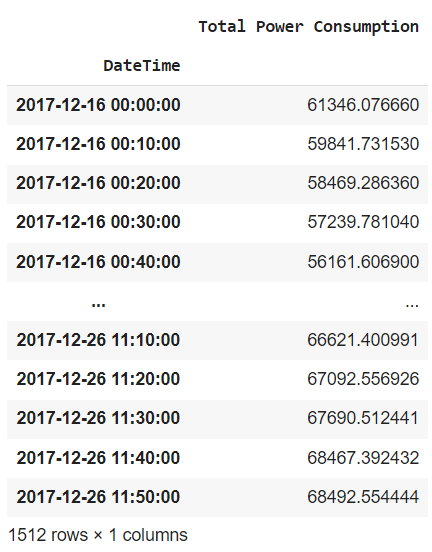 Total Power Consumption
DateTime
2017-12-16 00:00:00 61346.076660
2017-12-16 00:10:00 59841.731530
2017-12-16 00:20:00 58469.286360
2017-12-16 00:30:00 57239.781040
2017-12-16 00:40:00 56161.606900
... ...
2017-12-26 11:10:00 66621.400991
2017-12-26 11:20:00 67092.556926
2017-12-26 11:30:00 67690.512441
2017-12-26 11:40:00 68467.392432
2017-12-26 11:50:00 68492.554444
1512 rows × 1 columns